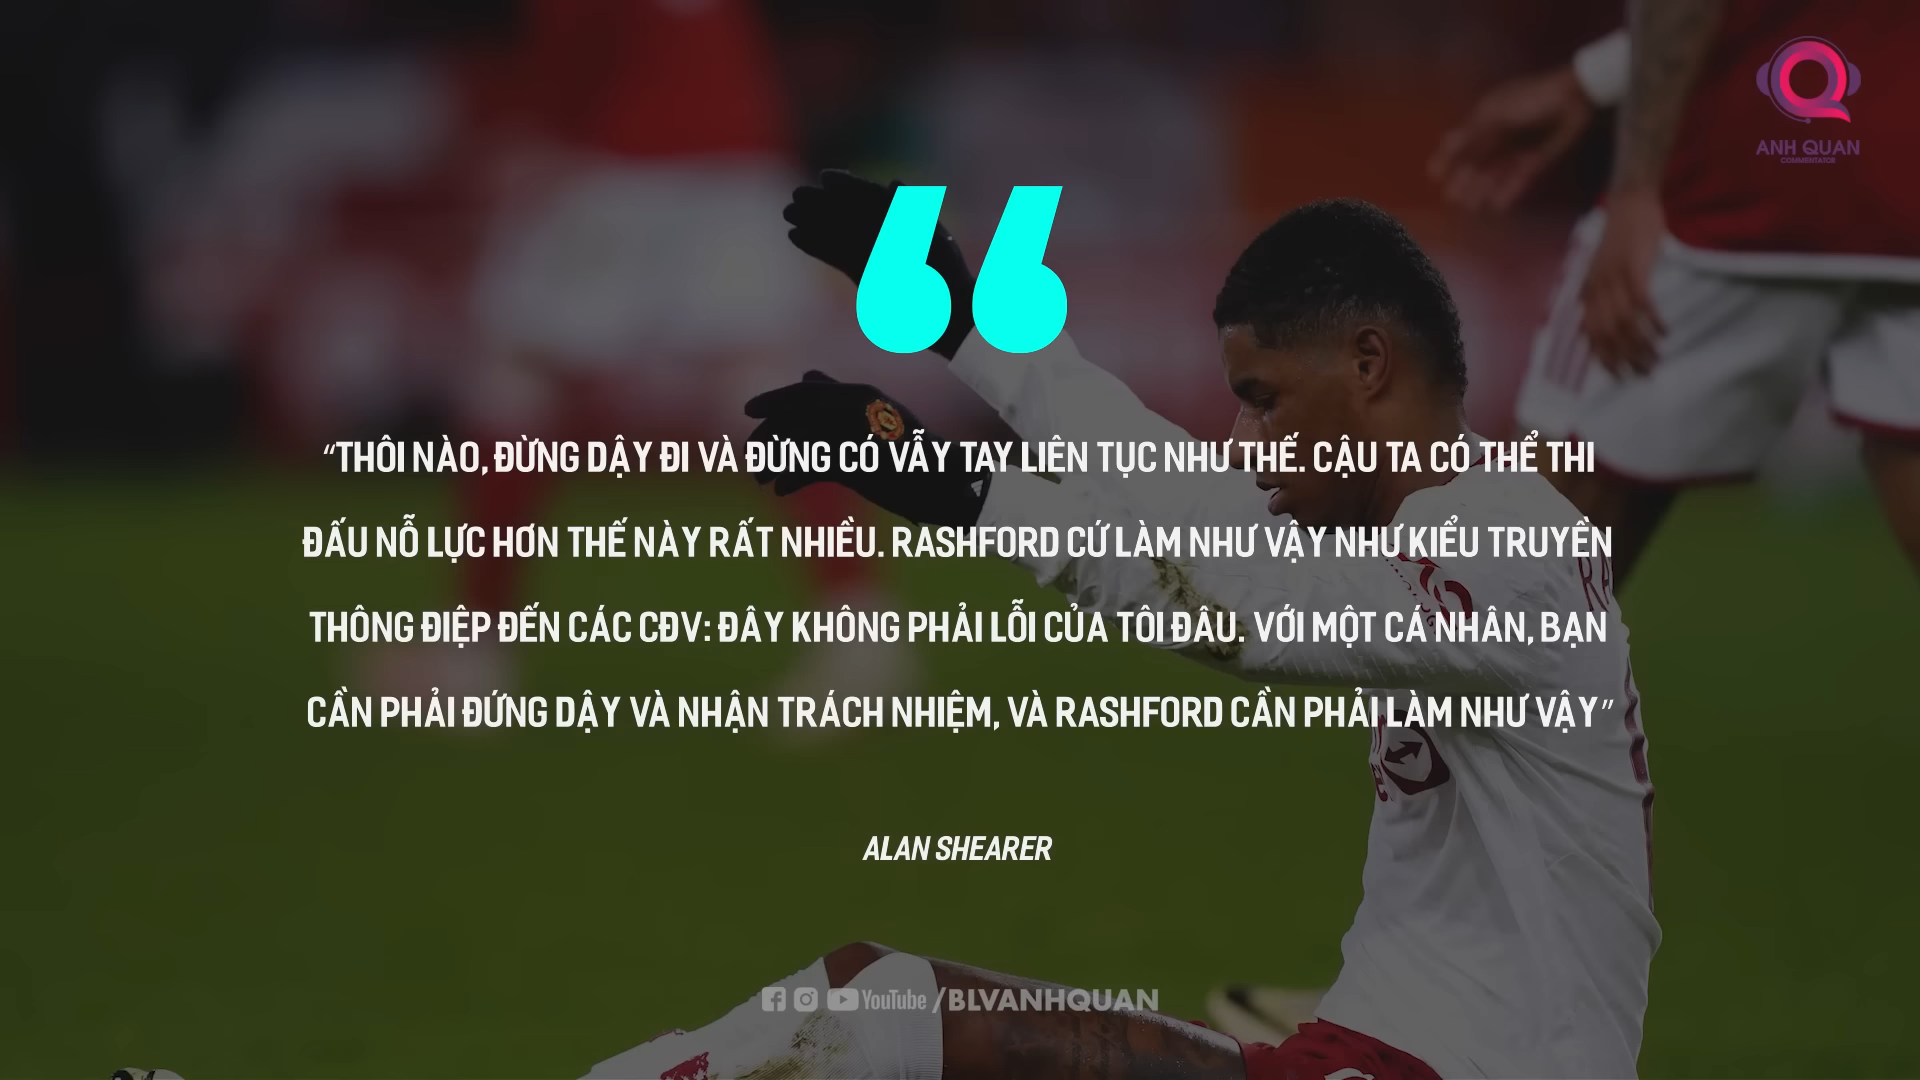 ANH QUAN
COMMENTATOR
“THÔI NÀO, ĐỪNG DẬY ĐI VÀ ĐỪNG CÓ VẪY TAY LIÊN TỤC NHƯ THẾ. CẬU TA CÓ THỂ THI
ĐẤU NỖ LỰC HƠN THẾ NÀY RẤT NHIỀU. RASHFORD CỨ LÀM NHƯ VẬY NHƯ KIỂU TRUYỀN
THÔNG ĐIỆP ĐẾN CÁC CĐV: ĐÂY KHÔNG PHẢI LỖI CỦA TÔI ĐÂU. VỚI MỘT CÁ NHÂN, BẠN
CẦN PHẢI ĐỨNG DẬY VÀ NHẬN TRÁCH NHIỆM, VÀ RASHFORD CẦN PHẢI LÀM NHƯ VẬY”
ALAN SHEARER
YouTube /BLVANHQUAN